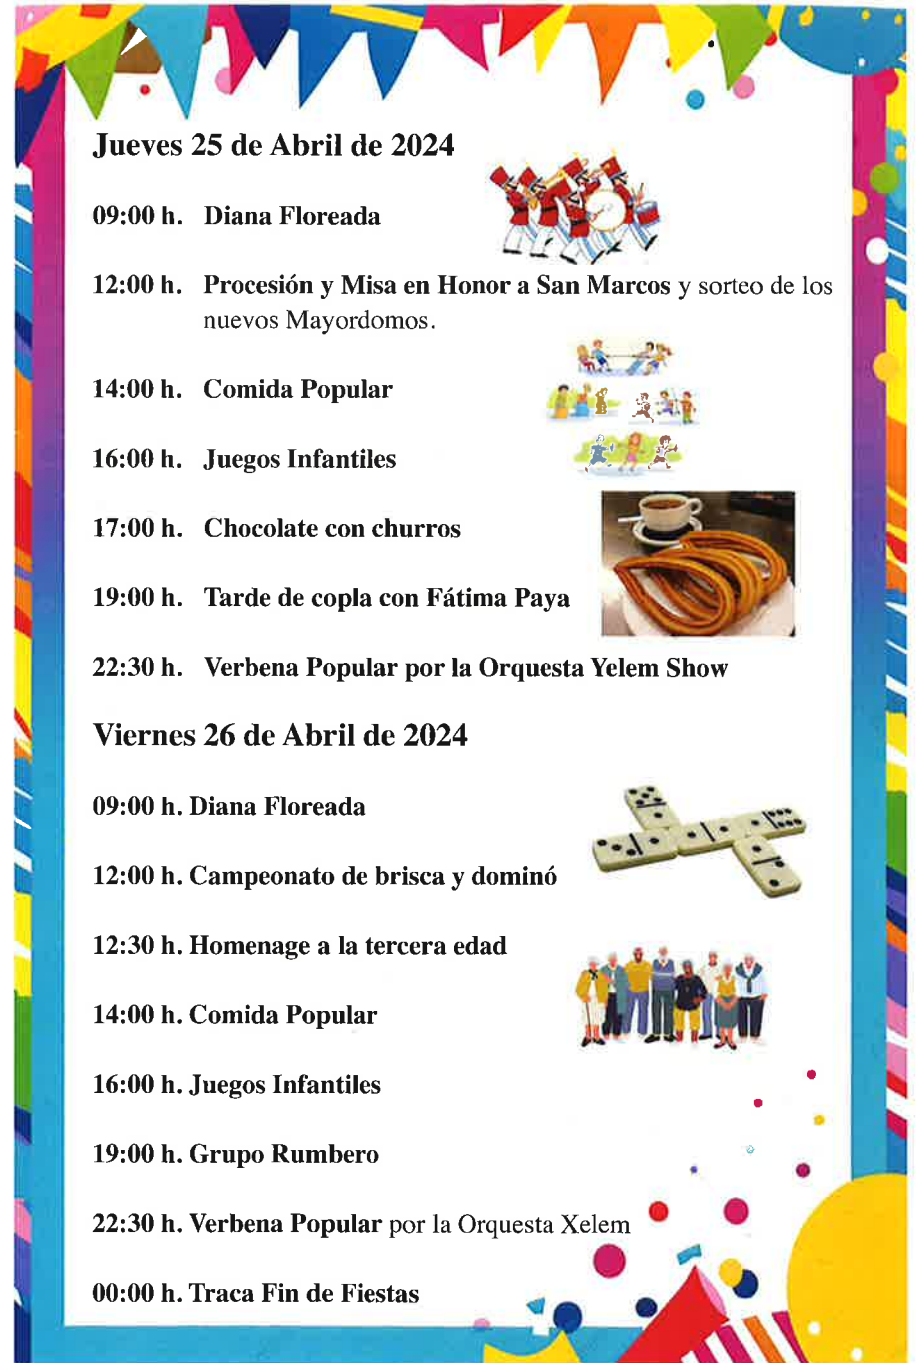 Jueves 25 de Abril de 2024
09:00 h. Diana Floreada
12:00 h. Procesión y Misa en Honor a San Marcos y sorteo de los
nuevos Mayordomos.
14:00 h. Comida Popular
16:00 h. Juegos Infantiles
17:00 h. Chocolate con churros
19:00 h. Tarde de copla con Fátima Paya
22:30 h. Verbena Popular por la Orquesta Yelem Show
Viernes 26 de Abril de 2024
09:00 h. Diana Floreada
12:00 h. Campeonato de brisca y dominó
12:30 h. Homenage a la tercera edad
14:00 h. Comida Popular
16:00 h. Juegos Infantiles
19:00 h. Grupo Rumbero
22:30 h. Verbena Popular por la Orquesta Xelem
00:00 h. Traca Fin de Fiestas